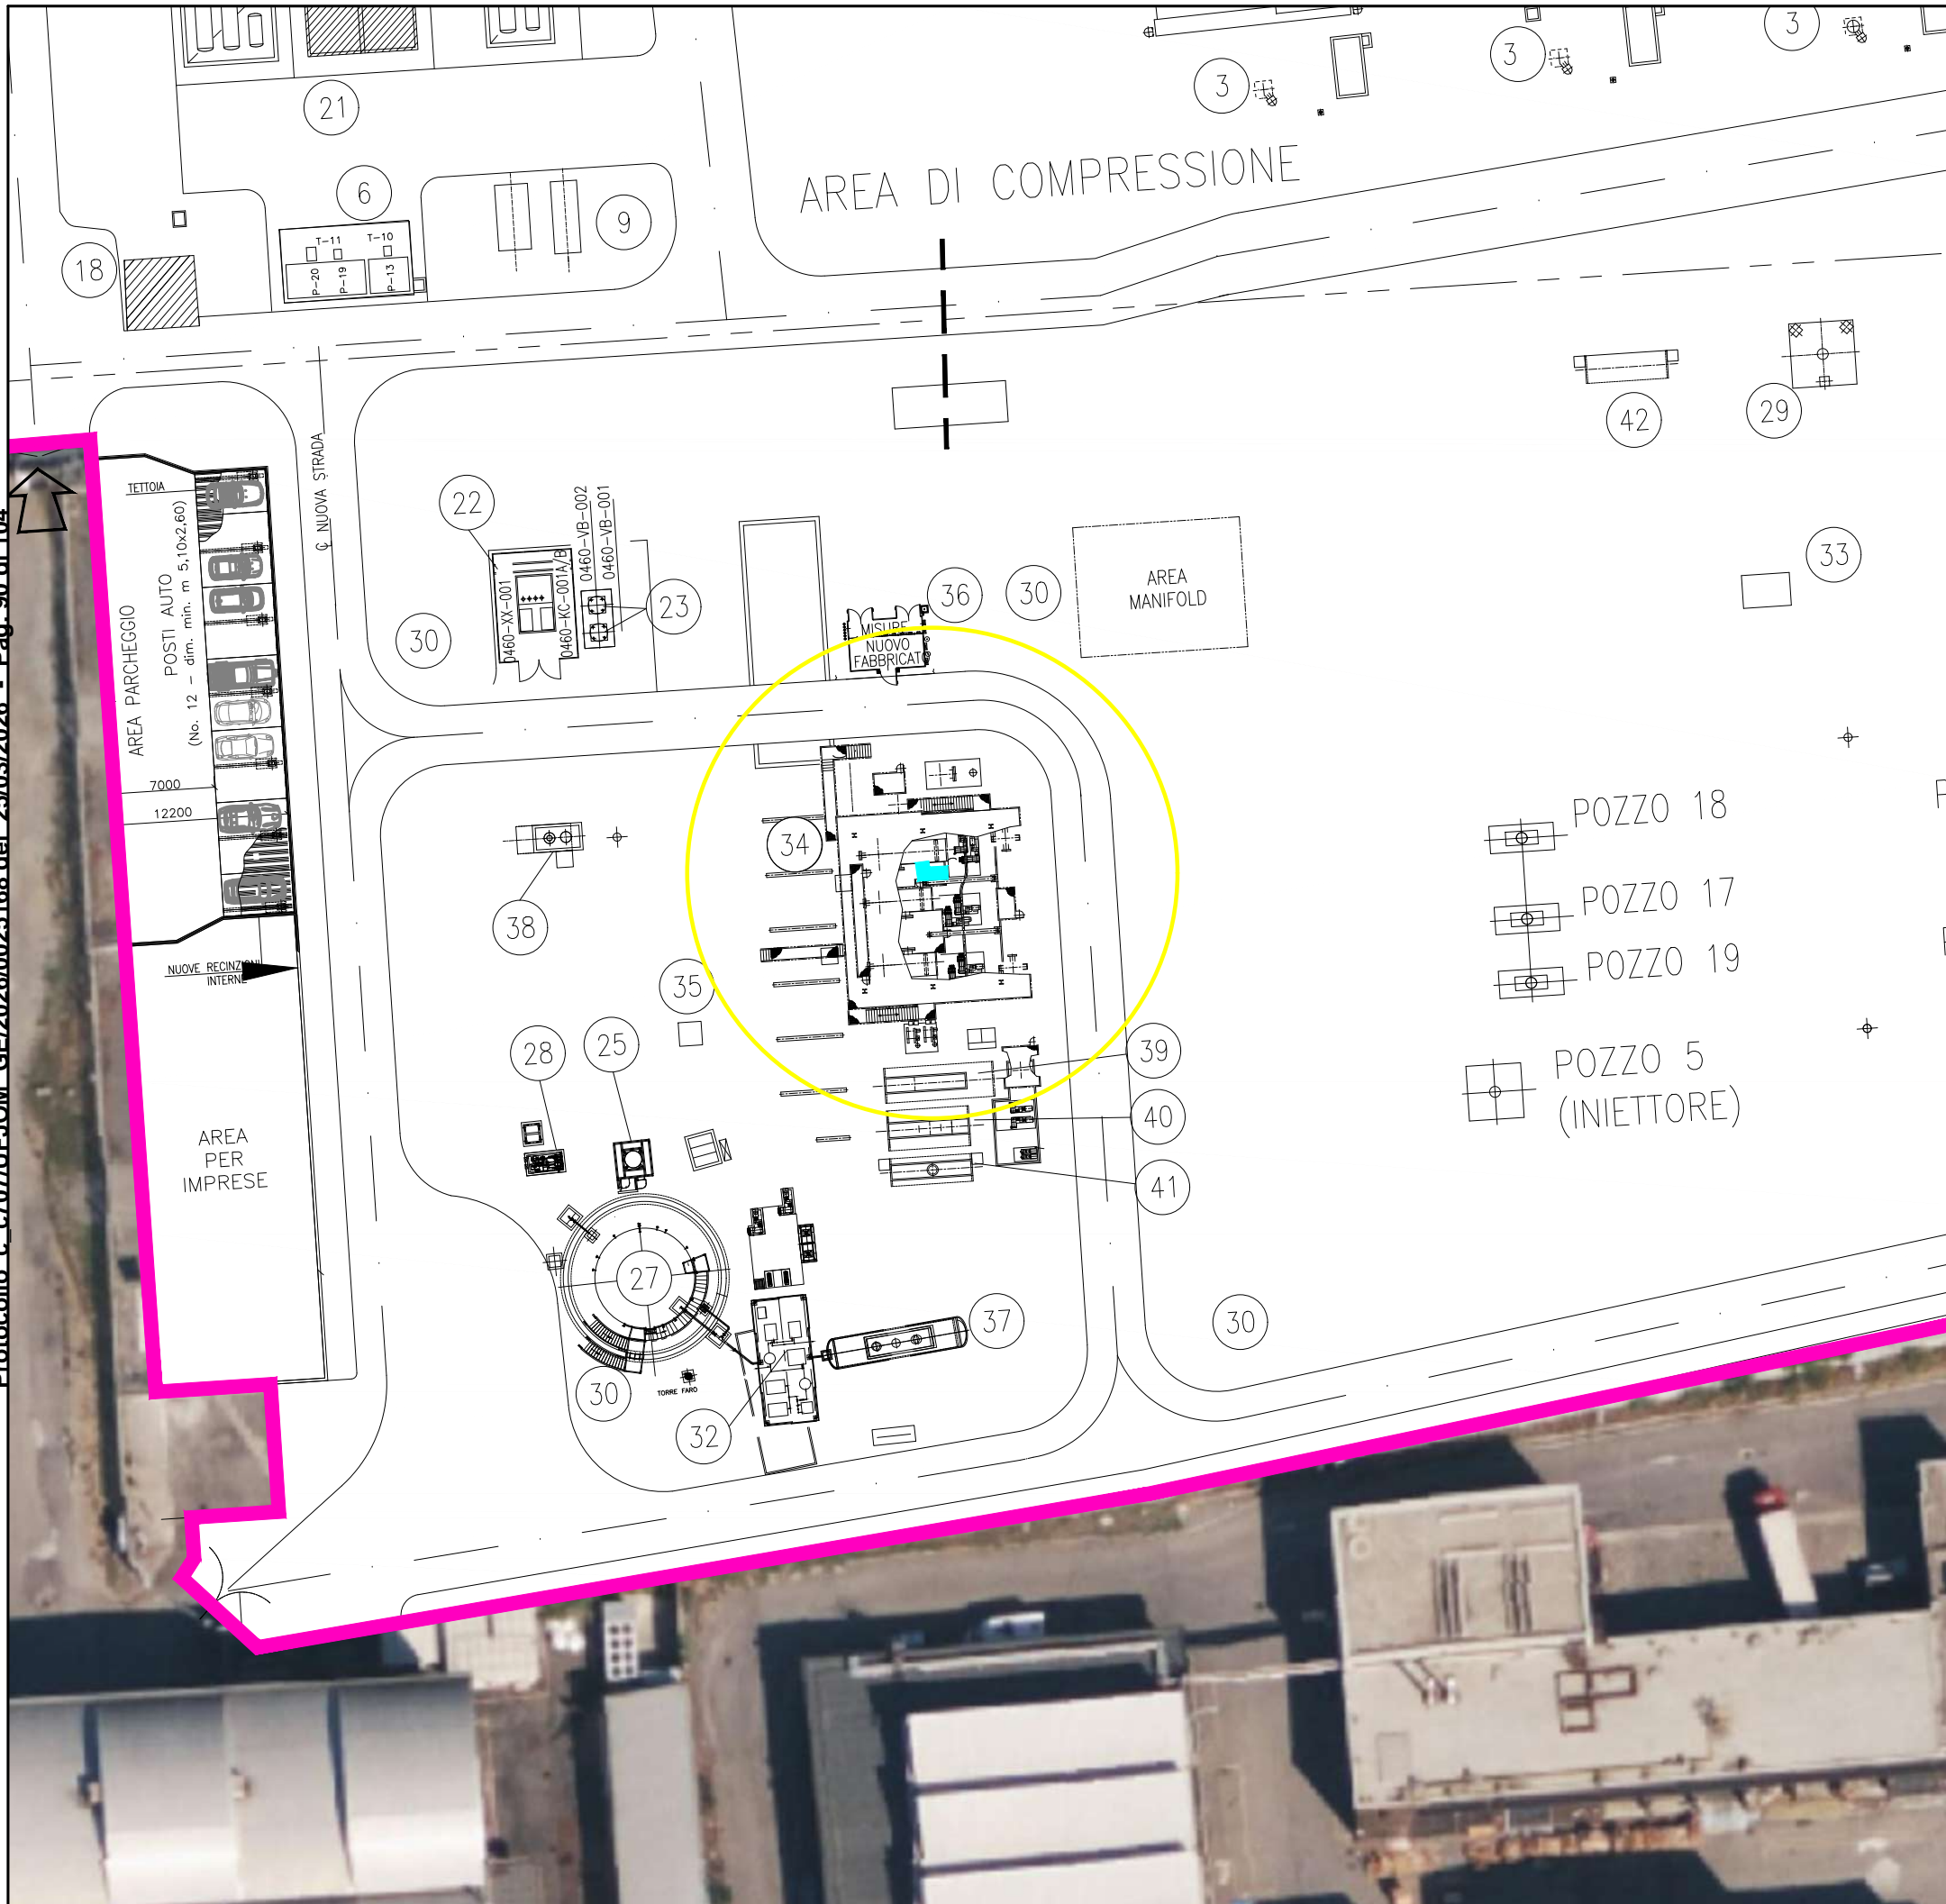 3
3
3
21
AREA DI COMPRESSIONE
6
9
18
T-11
T-10
P-20
P-19
P-13
42
29
TETTOIA
℄ NUOVA STRADA
AREA PARCHEGGIO
POSTI AUTO
(No. 12 - dim. min. m 5,10x2,60)
7000
12200
22
0460-XX-001
0460-KC-001A/B
0460-VB-002
0460-VB-001
23
30
36
30
MISURE
NUOVO
FABBRICATO
AREA
MANIFOLD
33
34
38
35
POZZO 18
POZZO 17
POZZO 19
POZZO 5
(INIETTORE)
NUOVE RECINZIONI
INTERNE
28
25
39
40
41
AREA
PER
IMPRESE
27
37
30
30
TORRE FARO
32